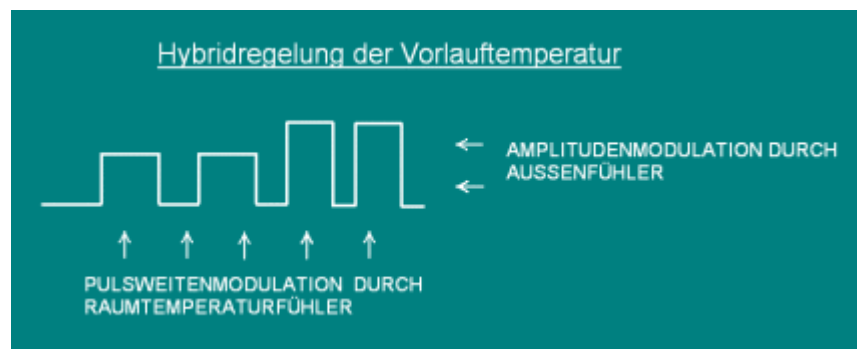 Hybridregelung der Vorlauftemperatur
AMPLITUDENMODULATION DURCH
AUSSENFÜHLER
PULSWEITENMODULATION DURCH
RAUMTEMPERATURFÜHLER